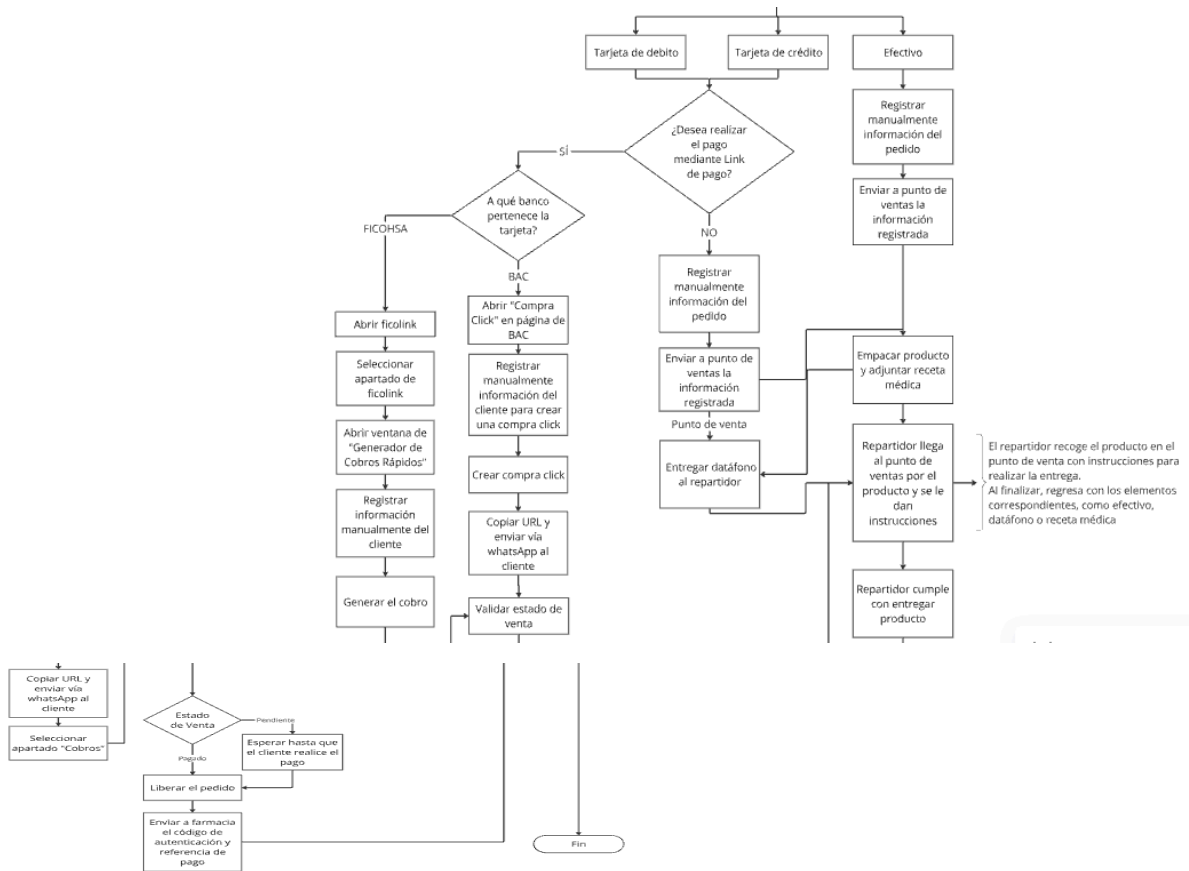 Tarjeta de debito
Tarjeta de crédito
Efectivo
¿Desea realizar
el pago
mediante Link
de pago?
Registrar
manualmente
información del
pedido
SÍ
A qué banco
pertenece la
tarjeta?
Enviar a punto de
ventas la
información
registrada
FICOHSA
NO
BAC
Registrar
manualmente
información del
pedido
Abrir "Compra
Click" en página de
BAC
Abrir ficolink
Seleccionar
apartado de
ficolink
Registrar
manualmente
información del
cliente para crear
una compra click
Enviar a punto de
ventas la
información
registrada
Empacar producto
y adjuntar receta
médica
Punto de venta
Abrir ventana de
"Generador de
Cobros Rápidos"
Crear compra click
Entregar datáfono
al repartidor
Repartidor llega
al punto de
ventas por el
producto y se le
dan
instrucciones
El repartidor recoge el producto en el
punto de venta con instrucciones para
realizar la entrega.
Al finalizar, regresa con los elementos
correspondientes, como efectivo,
datáfono o receta médica
Registrar
información
manualmente del
cliente
Copiar URL y
enviar vía
whatsApp al
cliente
Generar el cobro
Validar estado de
venta
Repartidor cumple
con entregar
producto
Copiar URL y
enviar vía
whatsApp al
cliente
Seleccionar
apartado "Cobros"
Estado
de Venta
Pendiente
Esperar hasta que
el cliente realice el
pago
Pagado
Liberar el pedido
Enviar a farmacia
el código de
autenticación y
referencia de
pago
Fin